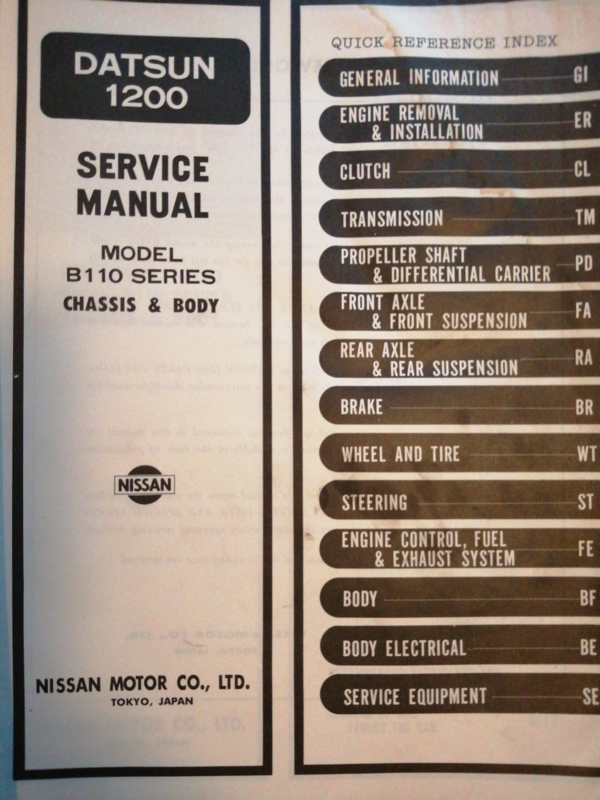 DATSUN
1200
SERVICE
MANUAL
MODEL
B110 SERIES
CHASSIS & BODY
NISSAN
NISSAN MOTOR CO., LTD.
TOKYO, JAPAN
QUICK REFERENCE INDEX
GENERAL INFORMATION GI
ENGINE REMOVAL
& INSTALLATION ER
CLUTCH CL
TRANSMISSION TM
PROPELLER SHAFT
& DIFFERENTIAL CARRIER PD
FRONT AXLE
& FRONT SUSPENSION FA
REAR AXLE
& REAR SUSPENSION RA
BRAKE BR
WHEEL AND TIRE WT
STEERING ST
ENGINE CONTROL, FUEL
& EXHAUST SYSTEM FE
BODY BF
BODY ELECTRICAL BE
SERVICE EQUIPMENT SE